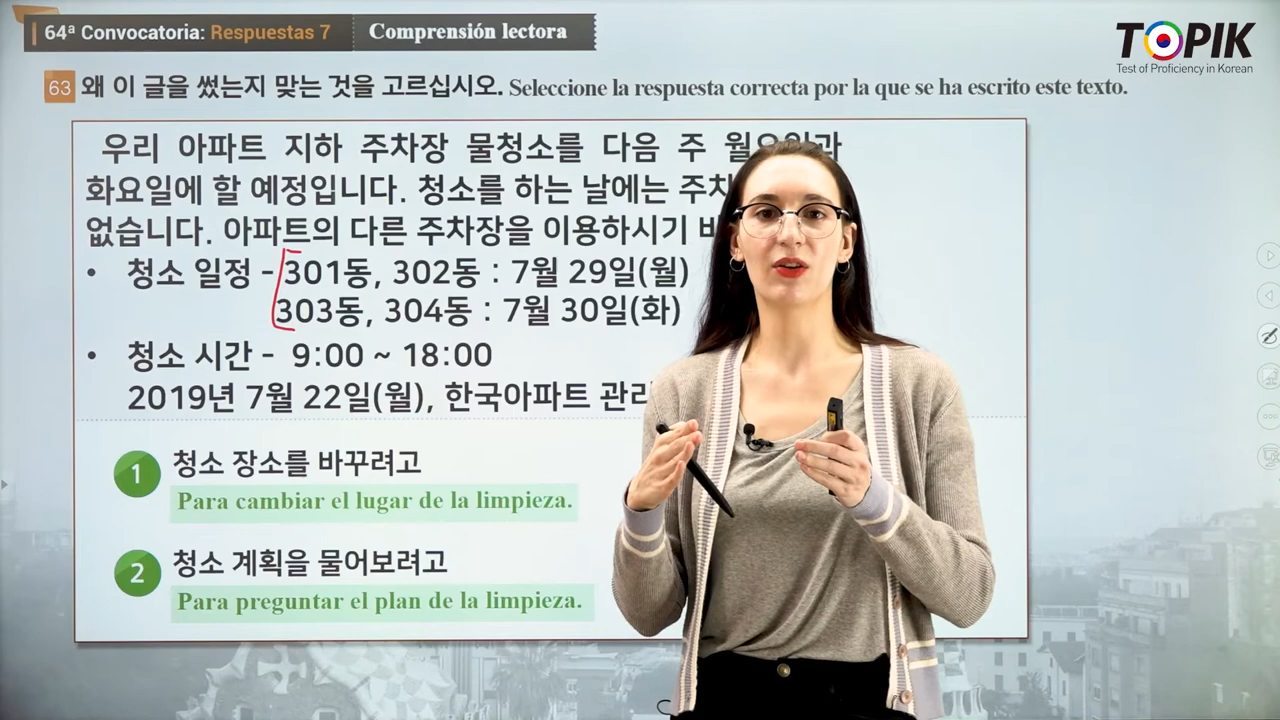 64ª Convocatoria: Respuestas 7 Comprensión lectora
TOPIK
Test of Proficiency in Korean
63 왜 이 글을 썼는지 맞는 것을 고르십시오. Seleccione la respuesta correcta por la que se ha escrito este texto.
우리 아파트 지하 주차장 물청소를 다음 주
화요일에 할 예정입니다. 청소를 하는 날에는
없습니다. 아파트의 다른 주차장을 이용하시기
• 청소 일정 - 301동, 302동 : 7월 29일(월)
303동, 304동 : 7월 30일(화)
• 청소 시간 - 9:00 ~ 18:00
2019년 7월 22일(월), 한국아파트
1 청소 장소를 바꾸려고
Para cambiar el lugar de la limpieza.
2 청소 계획을 물어보려고
Para preguntar el plan de la limpieza.